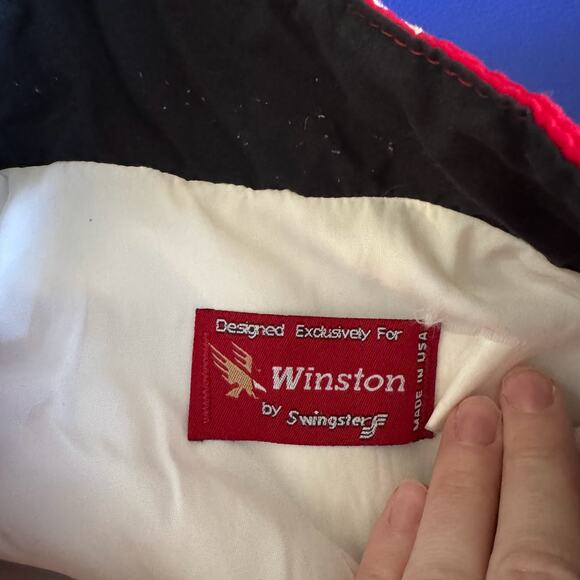 Designed Exclusively For
Winston
by Swingster
MADE IN USA